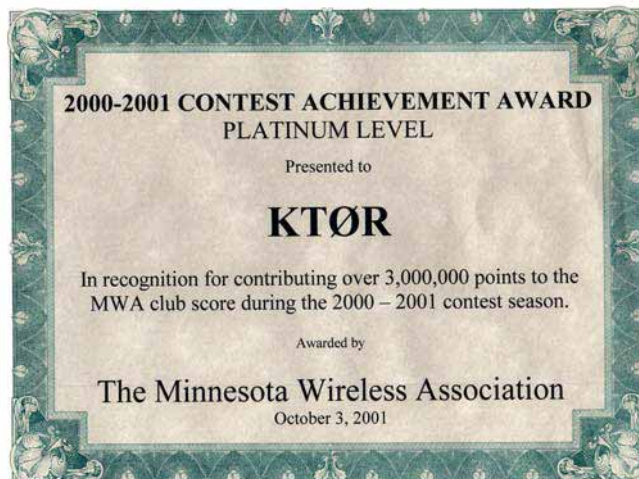 2000-2001 CONTEST ACHIEVEMENT AWARD
PLATINUM LEVEL
Presented to
KTØR
In recognition for contributing over 3,000,000 points to the
MWA club score during the 2000 – 2001 contest season.
Awarded by
The Minnesota Wireless Association
October 3, 2001